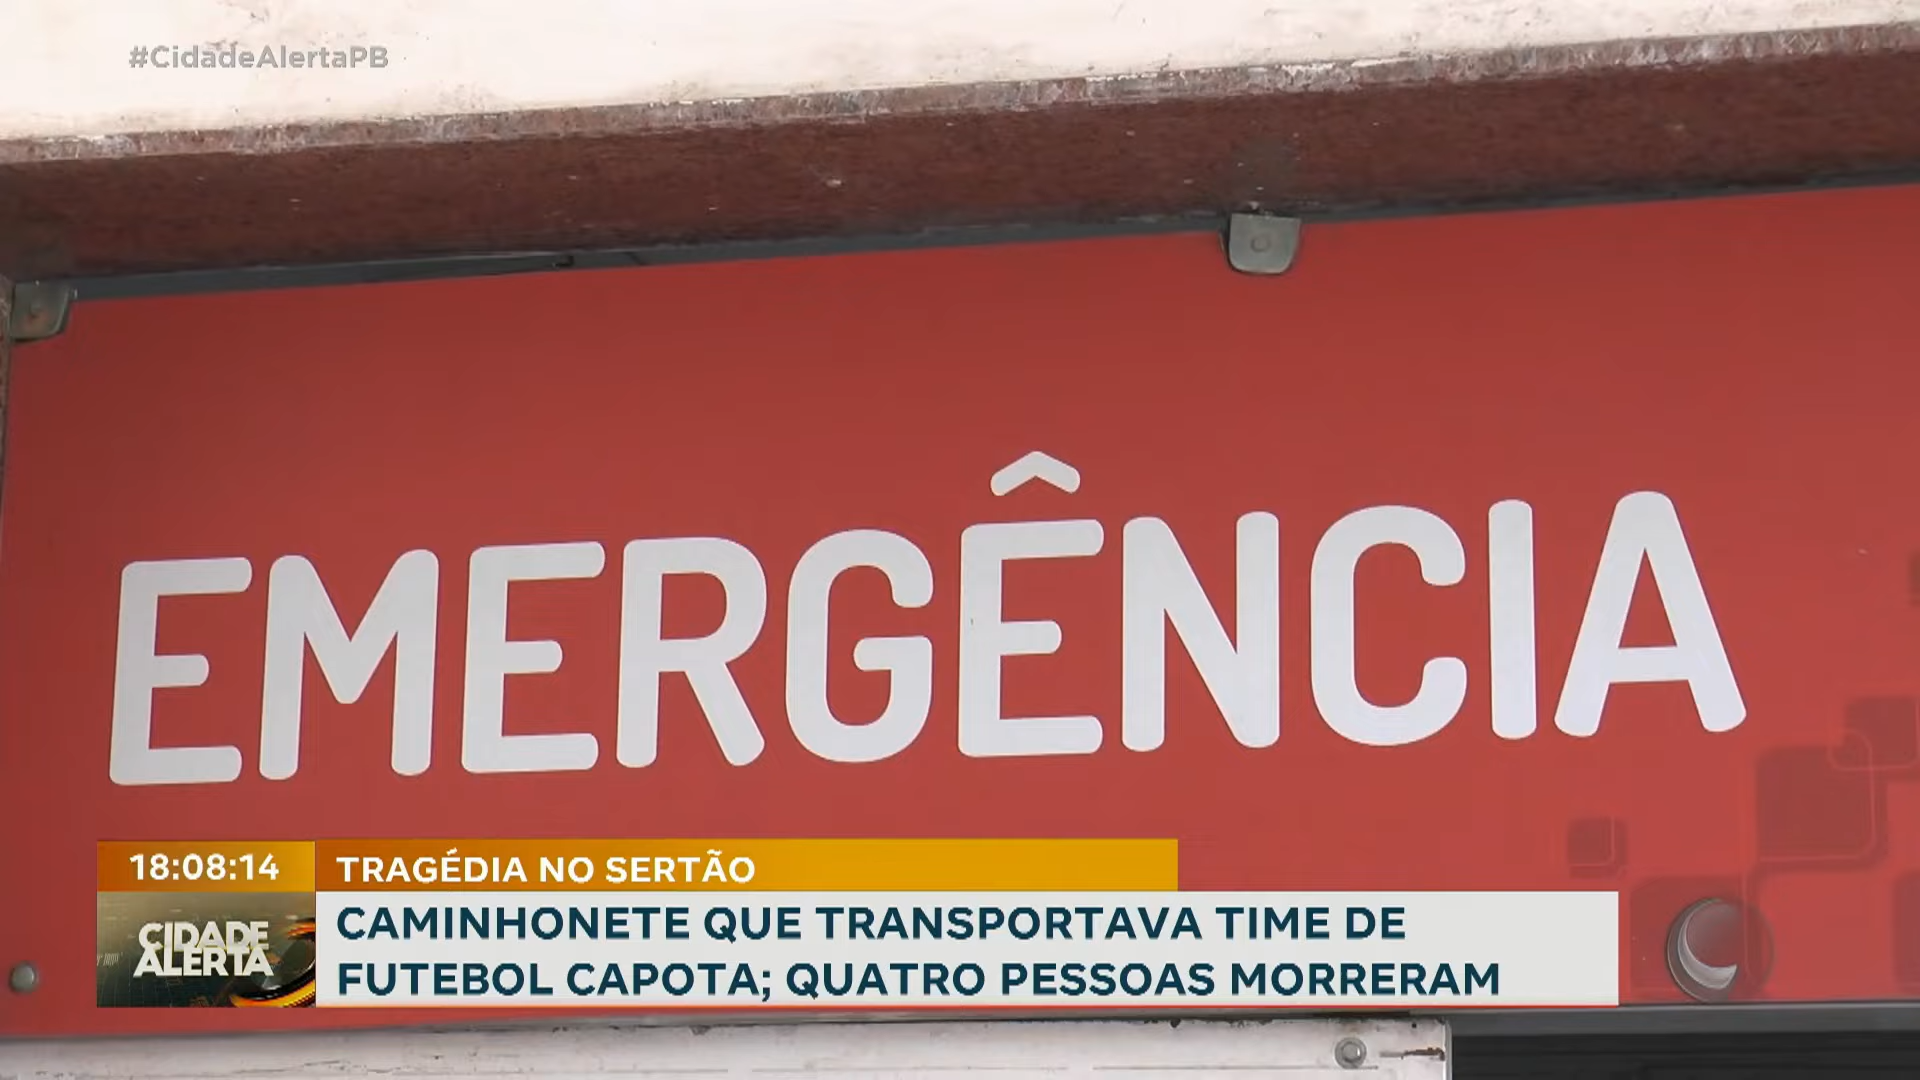 #CidadeAlertaPB
EMERGÊNCIA
18:08:14
TRAGÉDIA NO SERTÃO
CIDADE
ALERTA
CAMINHONETE QUE TRANSPORTAVA TIME DE
FUTEBOL CAPOTA; QUATRO PESSOAS MORRERAM